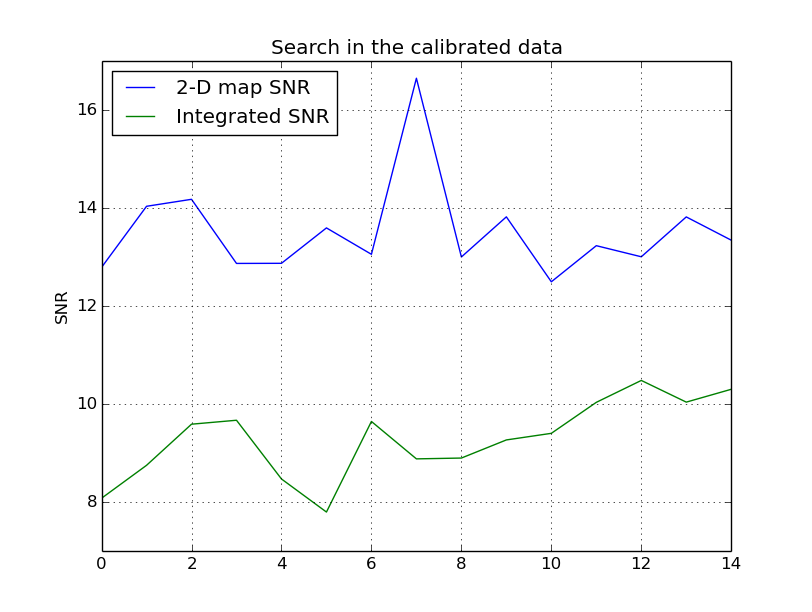 Search in the calibrated data
2-D map SNR
Integrated SNR
SNR
16
14
12
10
8
0 2 4 6 8 10 12 14